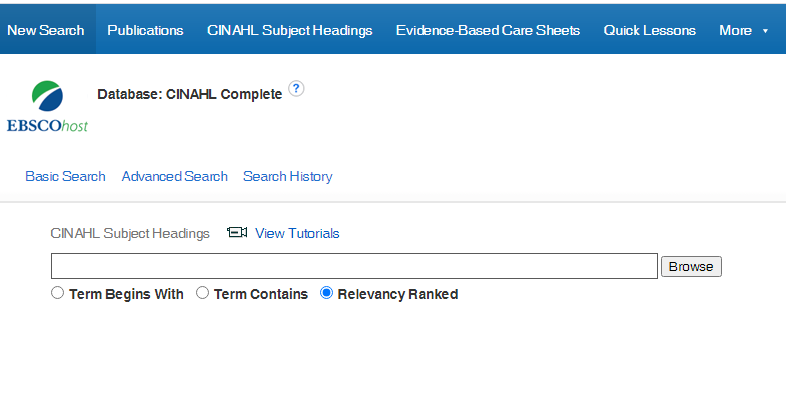 New Search Publications CINAHL Subject Headings Evidence-Based Care Sheets Quick Lessons More
Database: CINAHL Complete ?
EBSCOhost
Basic Search Advanced Search Search History
CINAHL Subject Headings View Tutorials
Browse
Term Begins With Term Contains Relevancy Ranked